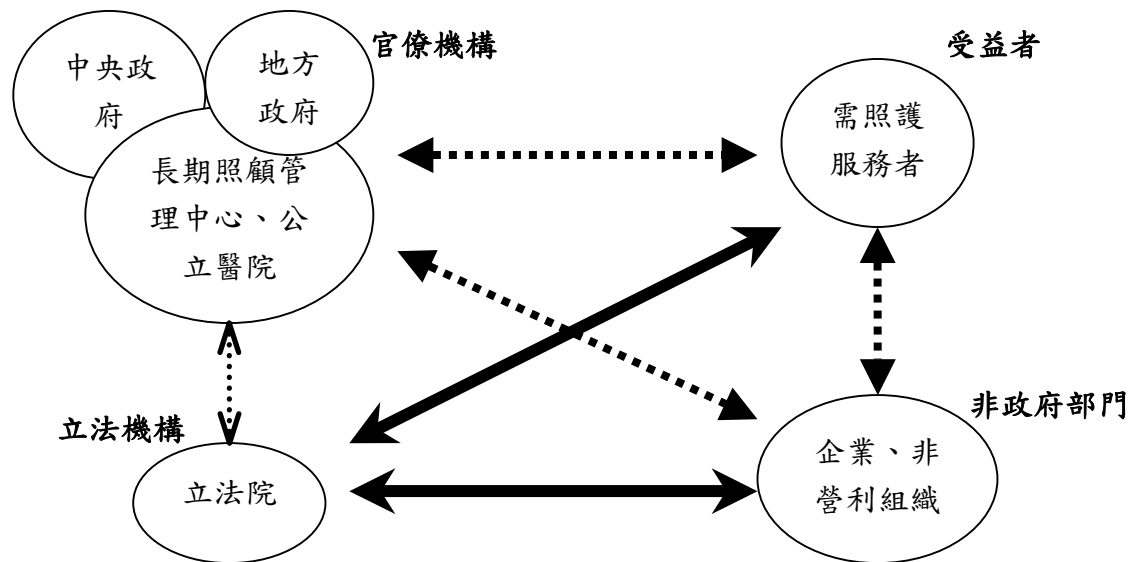 官僚機構
受益者
中央政
府
地方
政府
長期照顧管
理中心、公
立醫院
需照護
服務者
立法機構
立法院
非政府部門
企業、非
營利組織